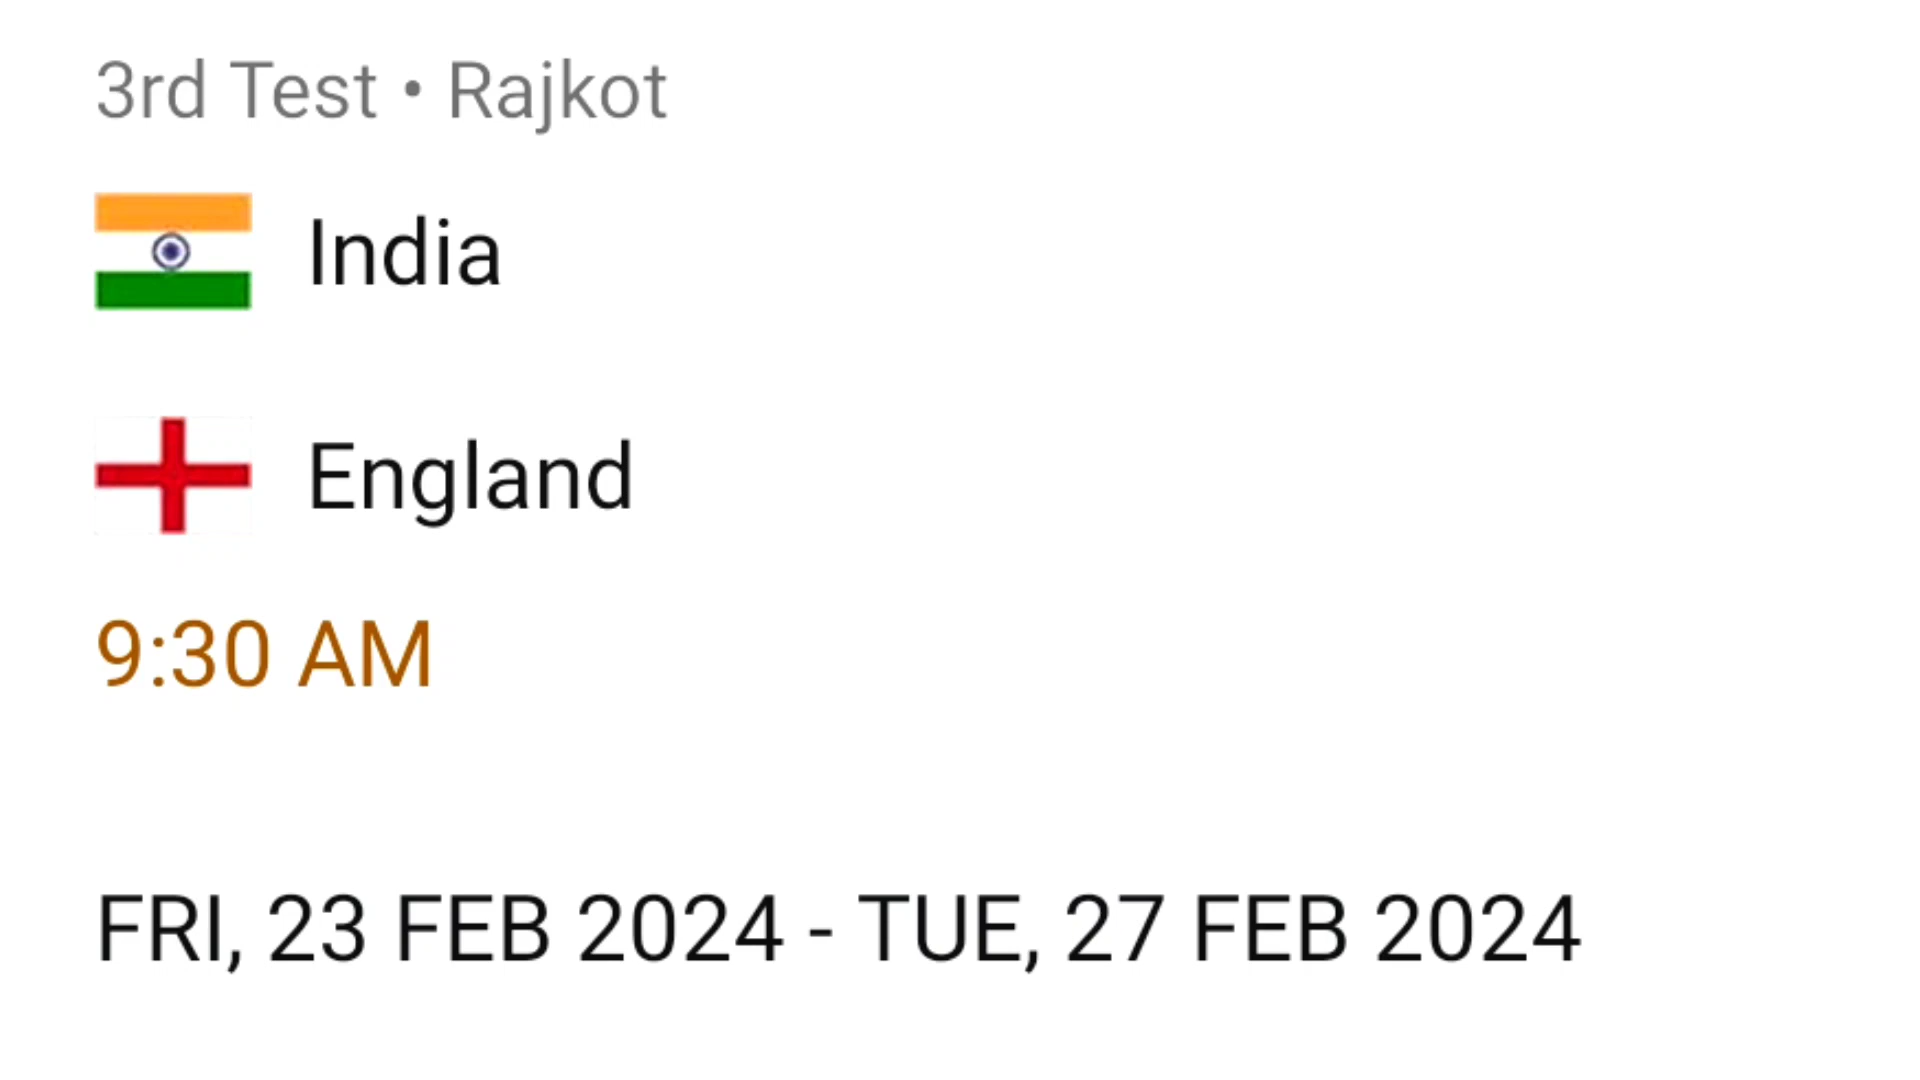 3rd Test • Rajkot
India
England
9:30 AM
FRI, 23 FEB 2024 - TUE, 27 FEB 2024